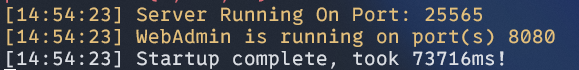 [14:54:23] Server Running On Port: 25565
[14:54:23] WebAdmin is running on port(s) 8080
[14:54:23] Startup complete, took 73716ms!